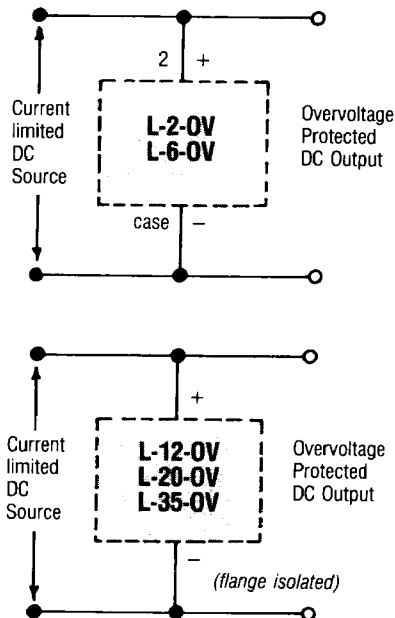 2 +
Current
limited
DC
Source
L-2-OV
L-6-OV
Overvoltage
Protected
DC Output
case −
+
Current
limited
DC
Source
L-12-OV
L-20-OV
L-35-OV
Overvoltage
Protected
DC Output
−
(flange isolated)